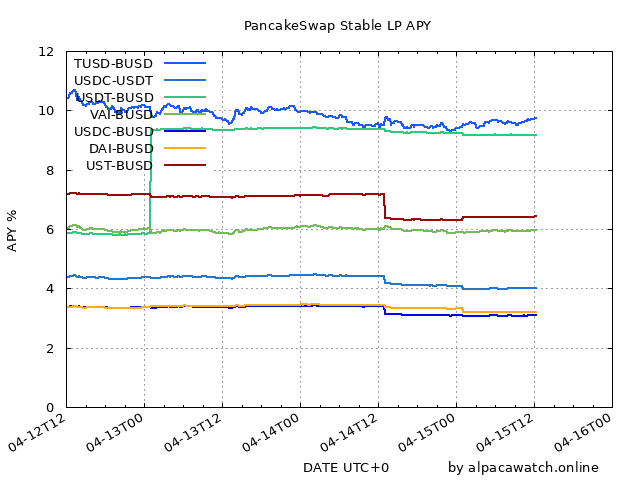 PancakeSwap Stable LP APY
APY %
12
10
8
6
4
2
0
TUSD-BUSD
USDC-USDT
USDT-BUSD
VAI-BUSD
USDC-BUSD
DAI-BUSD
UST-BUSD
04-12T12
04-13T00
04-13T12
04-14T00
04-14T12
04-15T00
04-15T12
04-16T00
DATE UTC+0
by alpacawatch.online